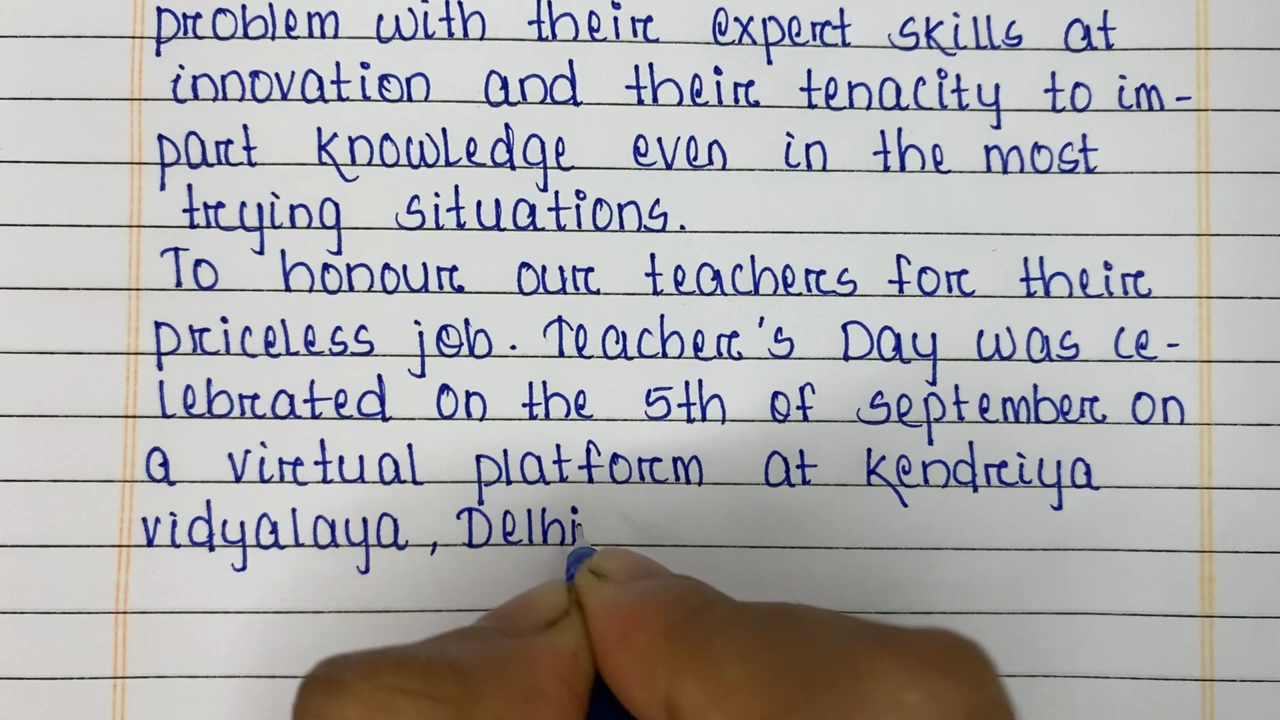 problem with their expert skills at
innovation and their tenacity to im-
part knowledge even in the most
trying situations.
To honour our teachers for their
priceless job. Teacher's Day was ce-
lebrated on the 5th of september on
a virtual platform at Kendriya
vidyalaya, Delhi